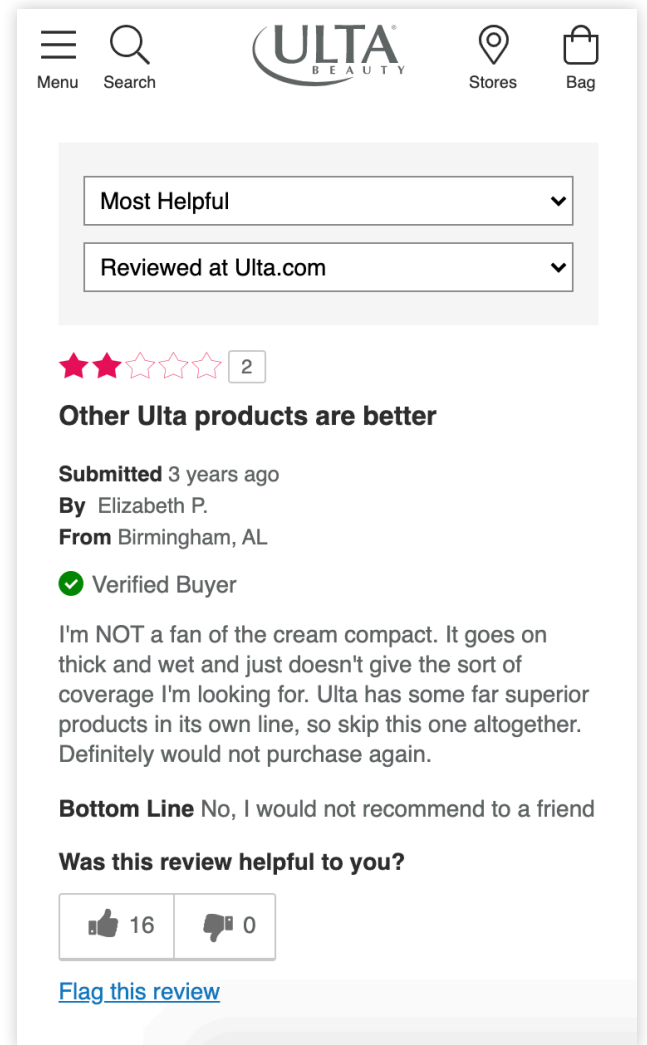 ULTA
BEAUTY
Menu Search Stores Bag
Most Helpful
Reviewed at Ulta.com
2
Other Ulta products are better
Submitted 3 years ago
By Elizabeth P.
From Birmingham, AL
Verified Buyer
I'm NOT a fan of the cream compact. It goes on
thick and wet and just doesn't give the sort of
coverage I'm looking for. Ulta has some far superior
products in its own line, so skip this one altogether.
Definitely would not purchase again.
Bottom Line No, I would not recommend to a friend
Was this review helpful to you?
16 0
Flag this review